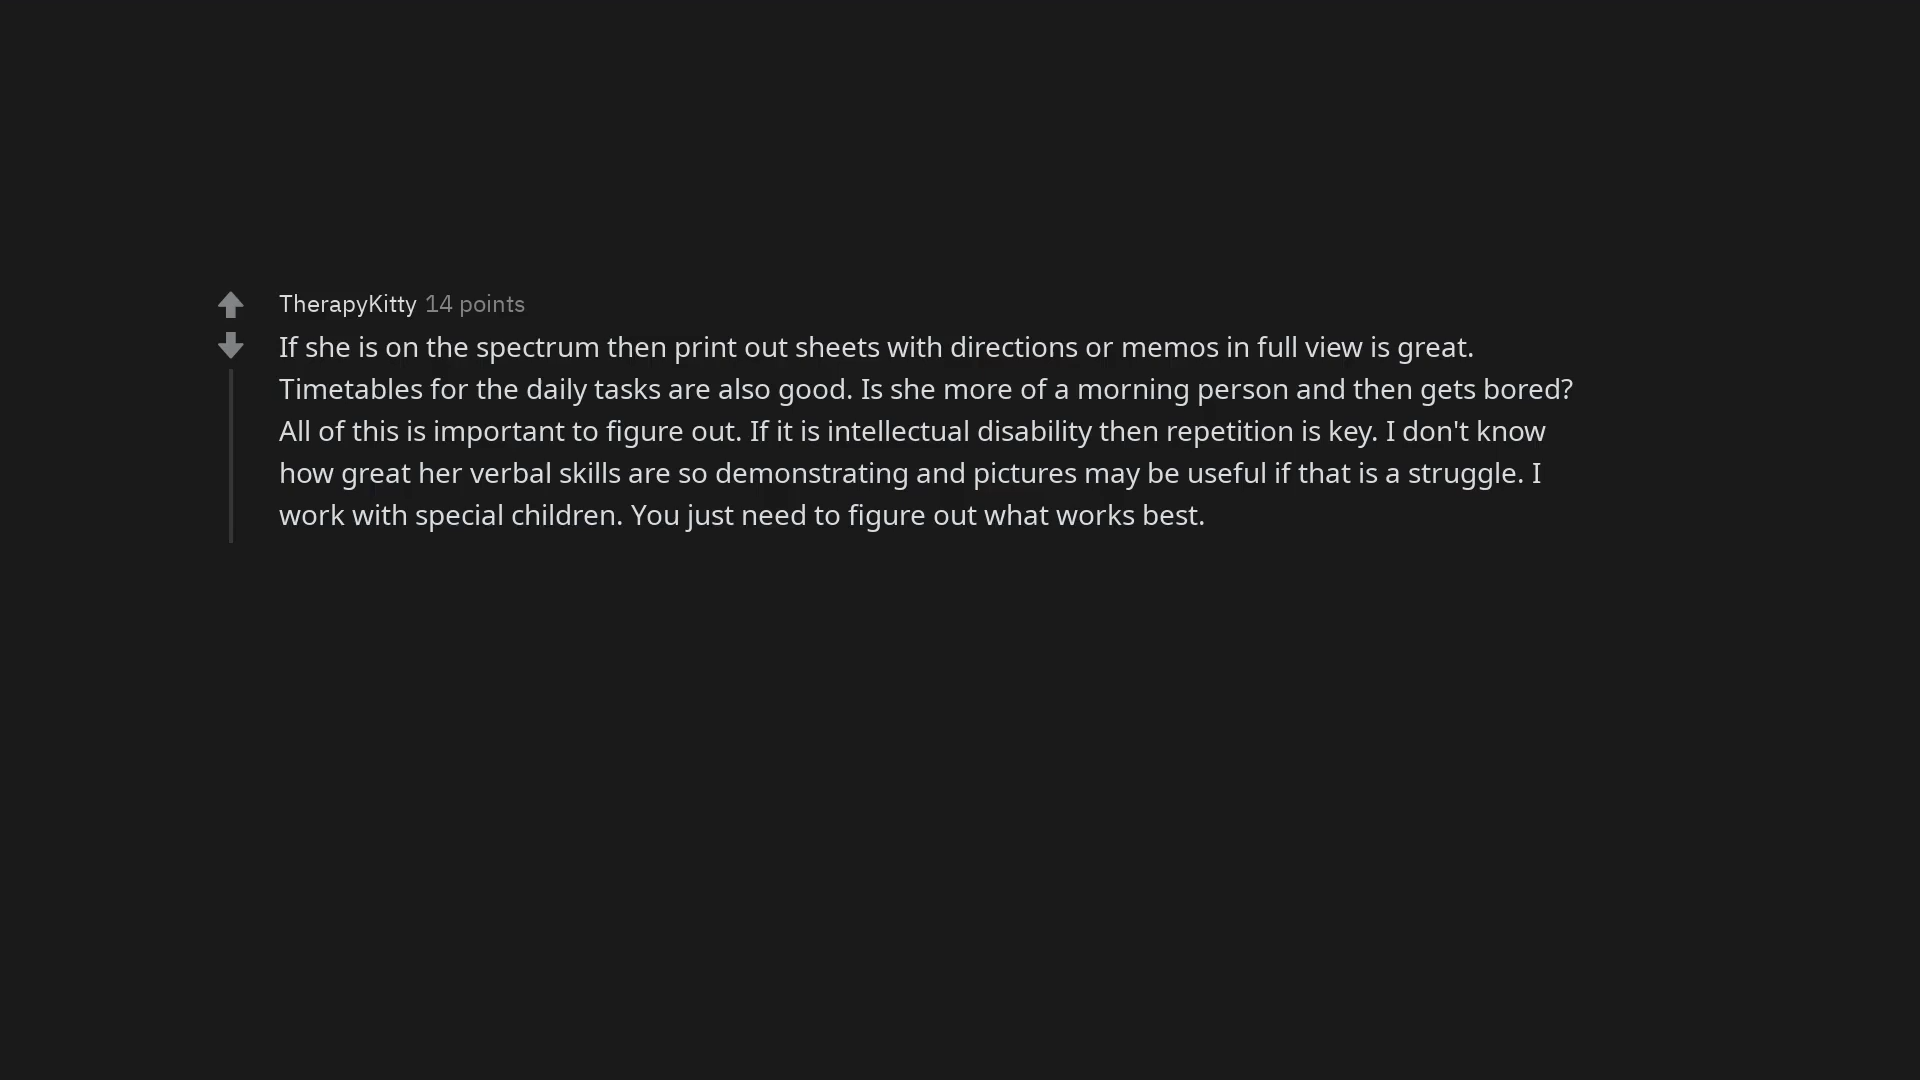 TherapyKitty 14 points
If she is on the spectrum then print out sheets with directions or memos in full view is great.
Timetables for the daily tasks are also good. Is she more of a morning person and then gets bored?
All of this is important to figure out. If it is intellectual disability then repetition is key. I don't know
how great her verbal skills are so demonstrating and pictures may be useful if that is a struggle. I
work with special children. You just need to figure out what works best.